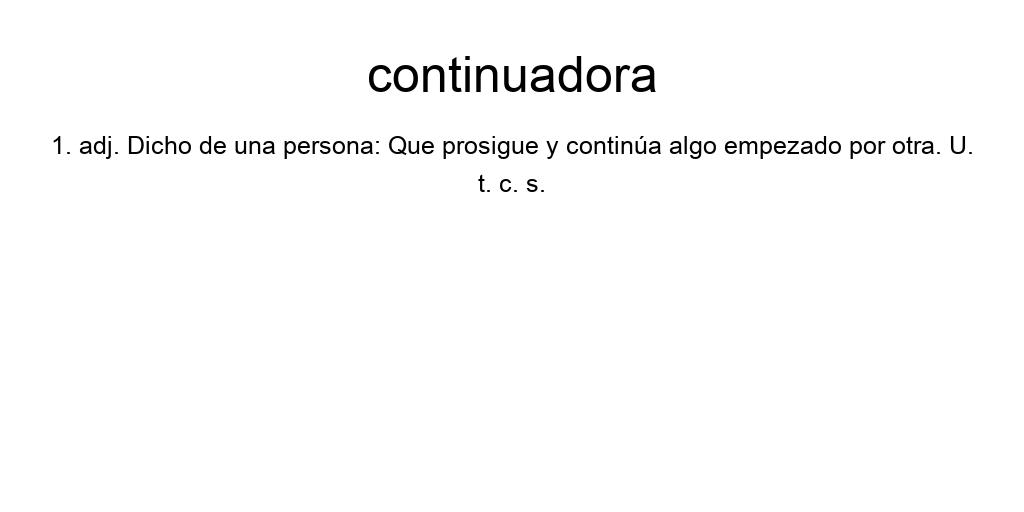 continuadora
1. adj. Dicho de una persona: Que prosigue y continúa algo empezado por otra. U.
t. c. s.